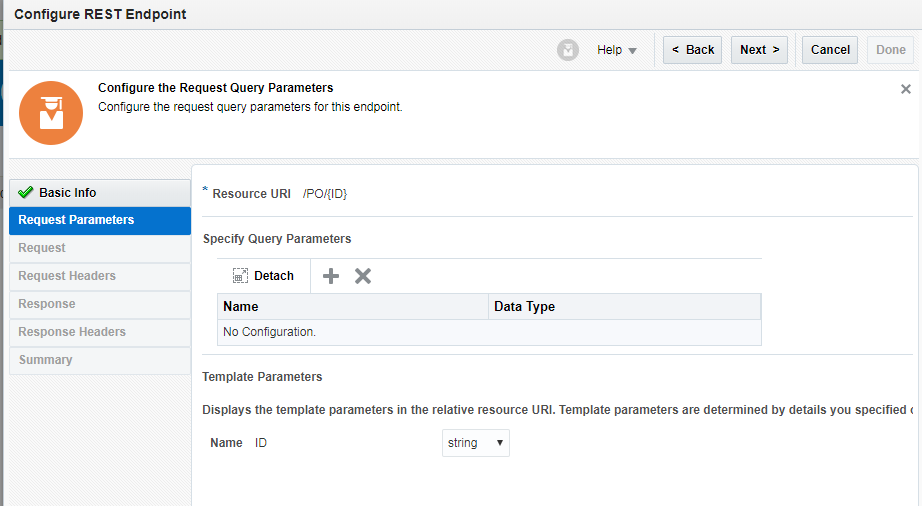 Configure REST Endpoint
Help
< Back
Next >
Cancel
Done
Configure the Request Query Parameters
Configure the request query parameters for this endpoint.
Basic Info
Request Parameters
Request
Request Headers
Response
Response Headers
Summary
* Resource URI /PO/{ID}
Specify Query Parameters
Detach
Name Data Type
No Configuration.
Template Parameters
Displays the template parameters in the relative resource URI. Template parameters are determined by details you specified
Name ID string